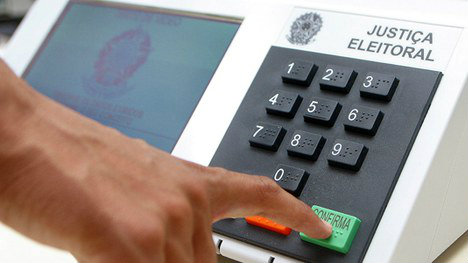 JUSTIÇA
ELEITORAL
1 2 3
4 5 6
7 8 9
0
CONFIRMA